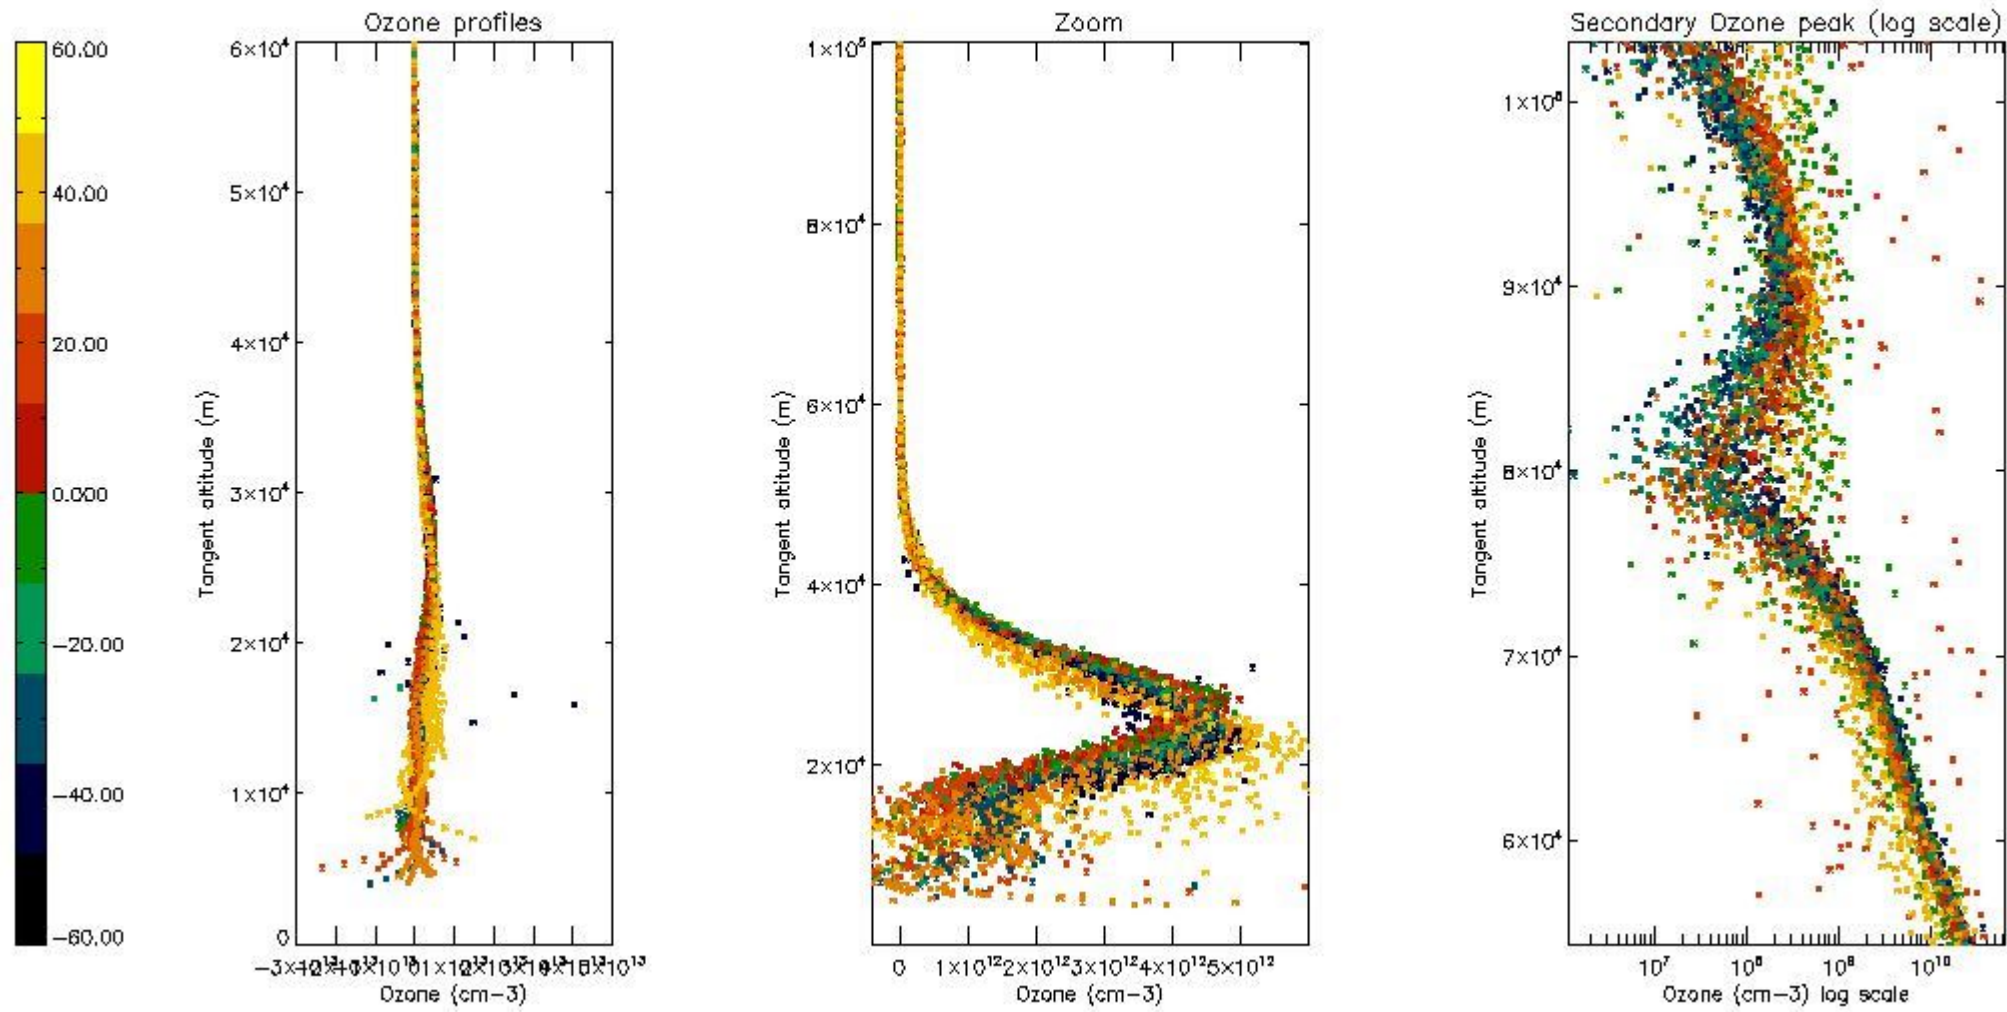 Ozone profiles
Zoom
Secondary Ozone peak (log scale)
60.00
40.00
20.00
0.000
−20.00
−40.00
−60.00
6×10⁴
5×10⁴
4×10⁴
3×10⁴
2×10⁴
1×10⁴
0
Tangent altitude (m)
Ozone (cm−3)
1×10⁵
8×10⁴
6×10⁴
4×10⁴
2×10⁴
Tangent altitude (m)
0 1×10¹² 2×10¹² 3×10¹² 4×10¹² 5×10¹²
Ozone (cm−3)
9×10⁴
8×10⁴
7×10⁴
6×10⁴
Tangent altitude (m)
10⁷ 10⁸ 10⁹ 10¹⁰
Ozone (cm−3) log scale